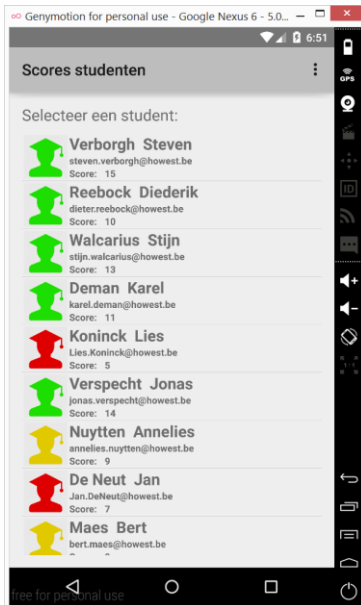 Genymotion for personal use - Google Nexus 6 - 5.0...
6:51
Scores studenten
GPS
Selecteer een student:
Verborgh Steven
steven.verborgh@howest.be
Score: 15
Reebock Diederik
dieter.reebock@howest.be
Score: 10
Walcarius Stijn
stijn.walcarius@howest.be
Score: 13
Deman Karel
karel.deman@howest.be
Score: 11
Koninck Lies
Lies.Koninck@howest.be
Score: 5
Verspecht Jonas
jonas.verspecht@howest.be
Score: 14
Nuytten Annelies
annelies.nuytten@howest.be
Score: 9
De Neut Jan
Jan.DeNeut@howest.be
Score: 7
Maes Bert
bert.maes@howest.be
ID
free for personal use